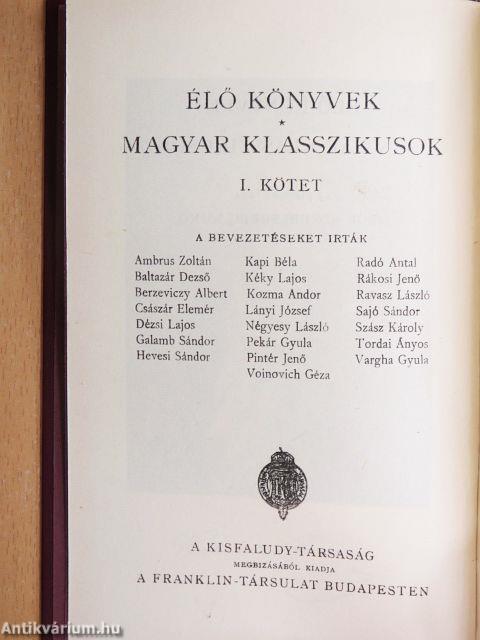 ÉLŐ KÖNYVEK
*
MAGYAR KLASSZIKUSOK
I. KÖTET
A BEVEZETÉSEKET IRTÁK
Ambrus Zoltán
Baltazár Dezső
Berzeviczy Albert
Császár Elemér
Dézsi Lajos
Galamb Sándor
Hevesi Sándor
Kapi Béla
Kéky Lajos
Kozma Andor
Lányi József
Négyesy László
Pekár Gyula
Pintér Jenő
Voinovich Géza
Radó Antal
Rákosi Jenő
Ravasz László
Sajó Sándor
Szász Károly
Tordai Ányos
Vargha Gyula
A KISFALUDY-TÁRSASÁG
MEGBIZÁSÁBÓL KIADJA
A FRANKLIN-TÁRSULAT BUDAPESTEN
Antikvárium.hu